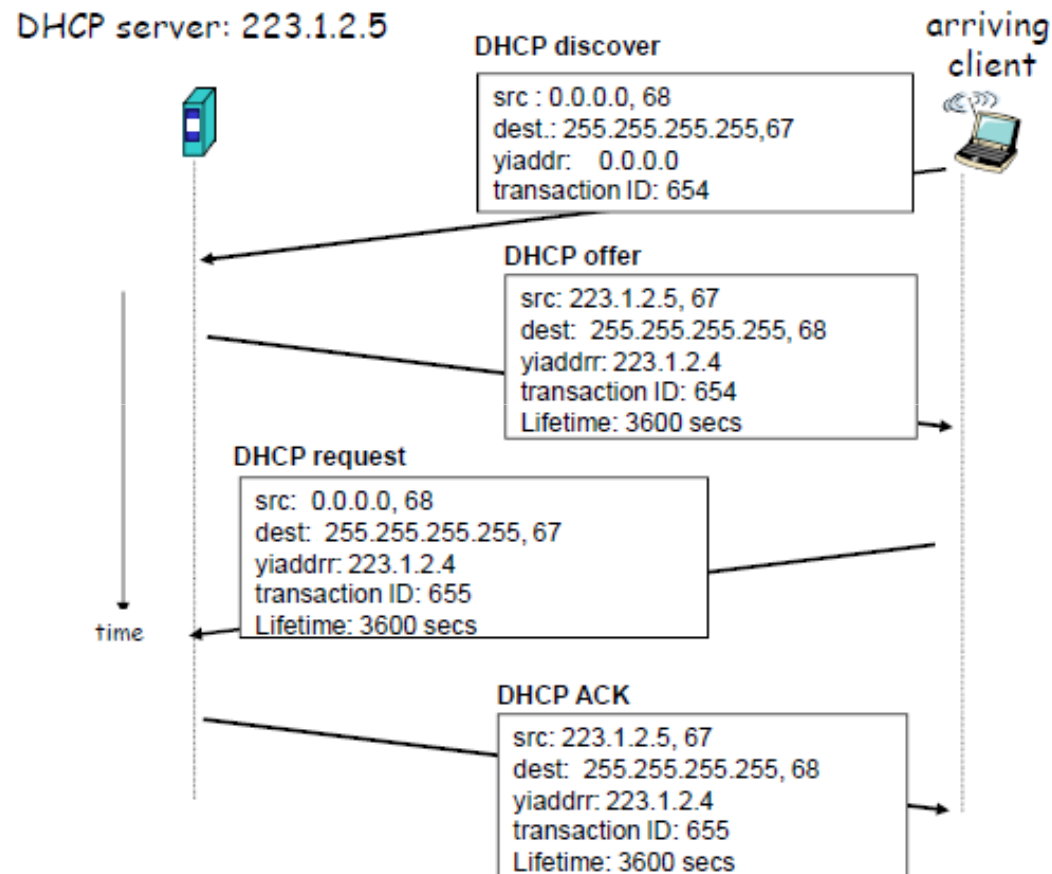 DHCP server: 223.1.2.5
arriving
client
DHCP discover
src : 0.0.0.0, 68
dest.: 255.255.255.255,67
yiaddr: 0.0.0.0
transaction ID: 654
DHCP offer
src: 223.1.2.5, 67
dest: 255.255.255.255, 68
yiaddrr: 223.1.2.4
transaction ID: 654
Lifetime: 3600 secs
DHCP request
src: 0.0.0.0, 68
dest: 255.255.255.255, 67
yiaddrr: 223.1.2.4
transaction ID: 655
Lifetime: 3600 secs
time
DHCP ACK
src: 223.1.2.5, 67
dest: 255.255.255.255, 68
yiaddrr: 223.1.2.4
transaction ID: 655
Lifetime: 3600 secs